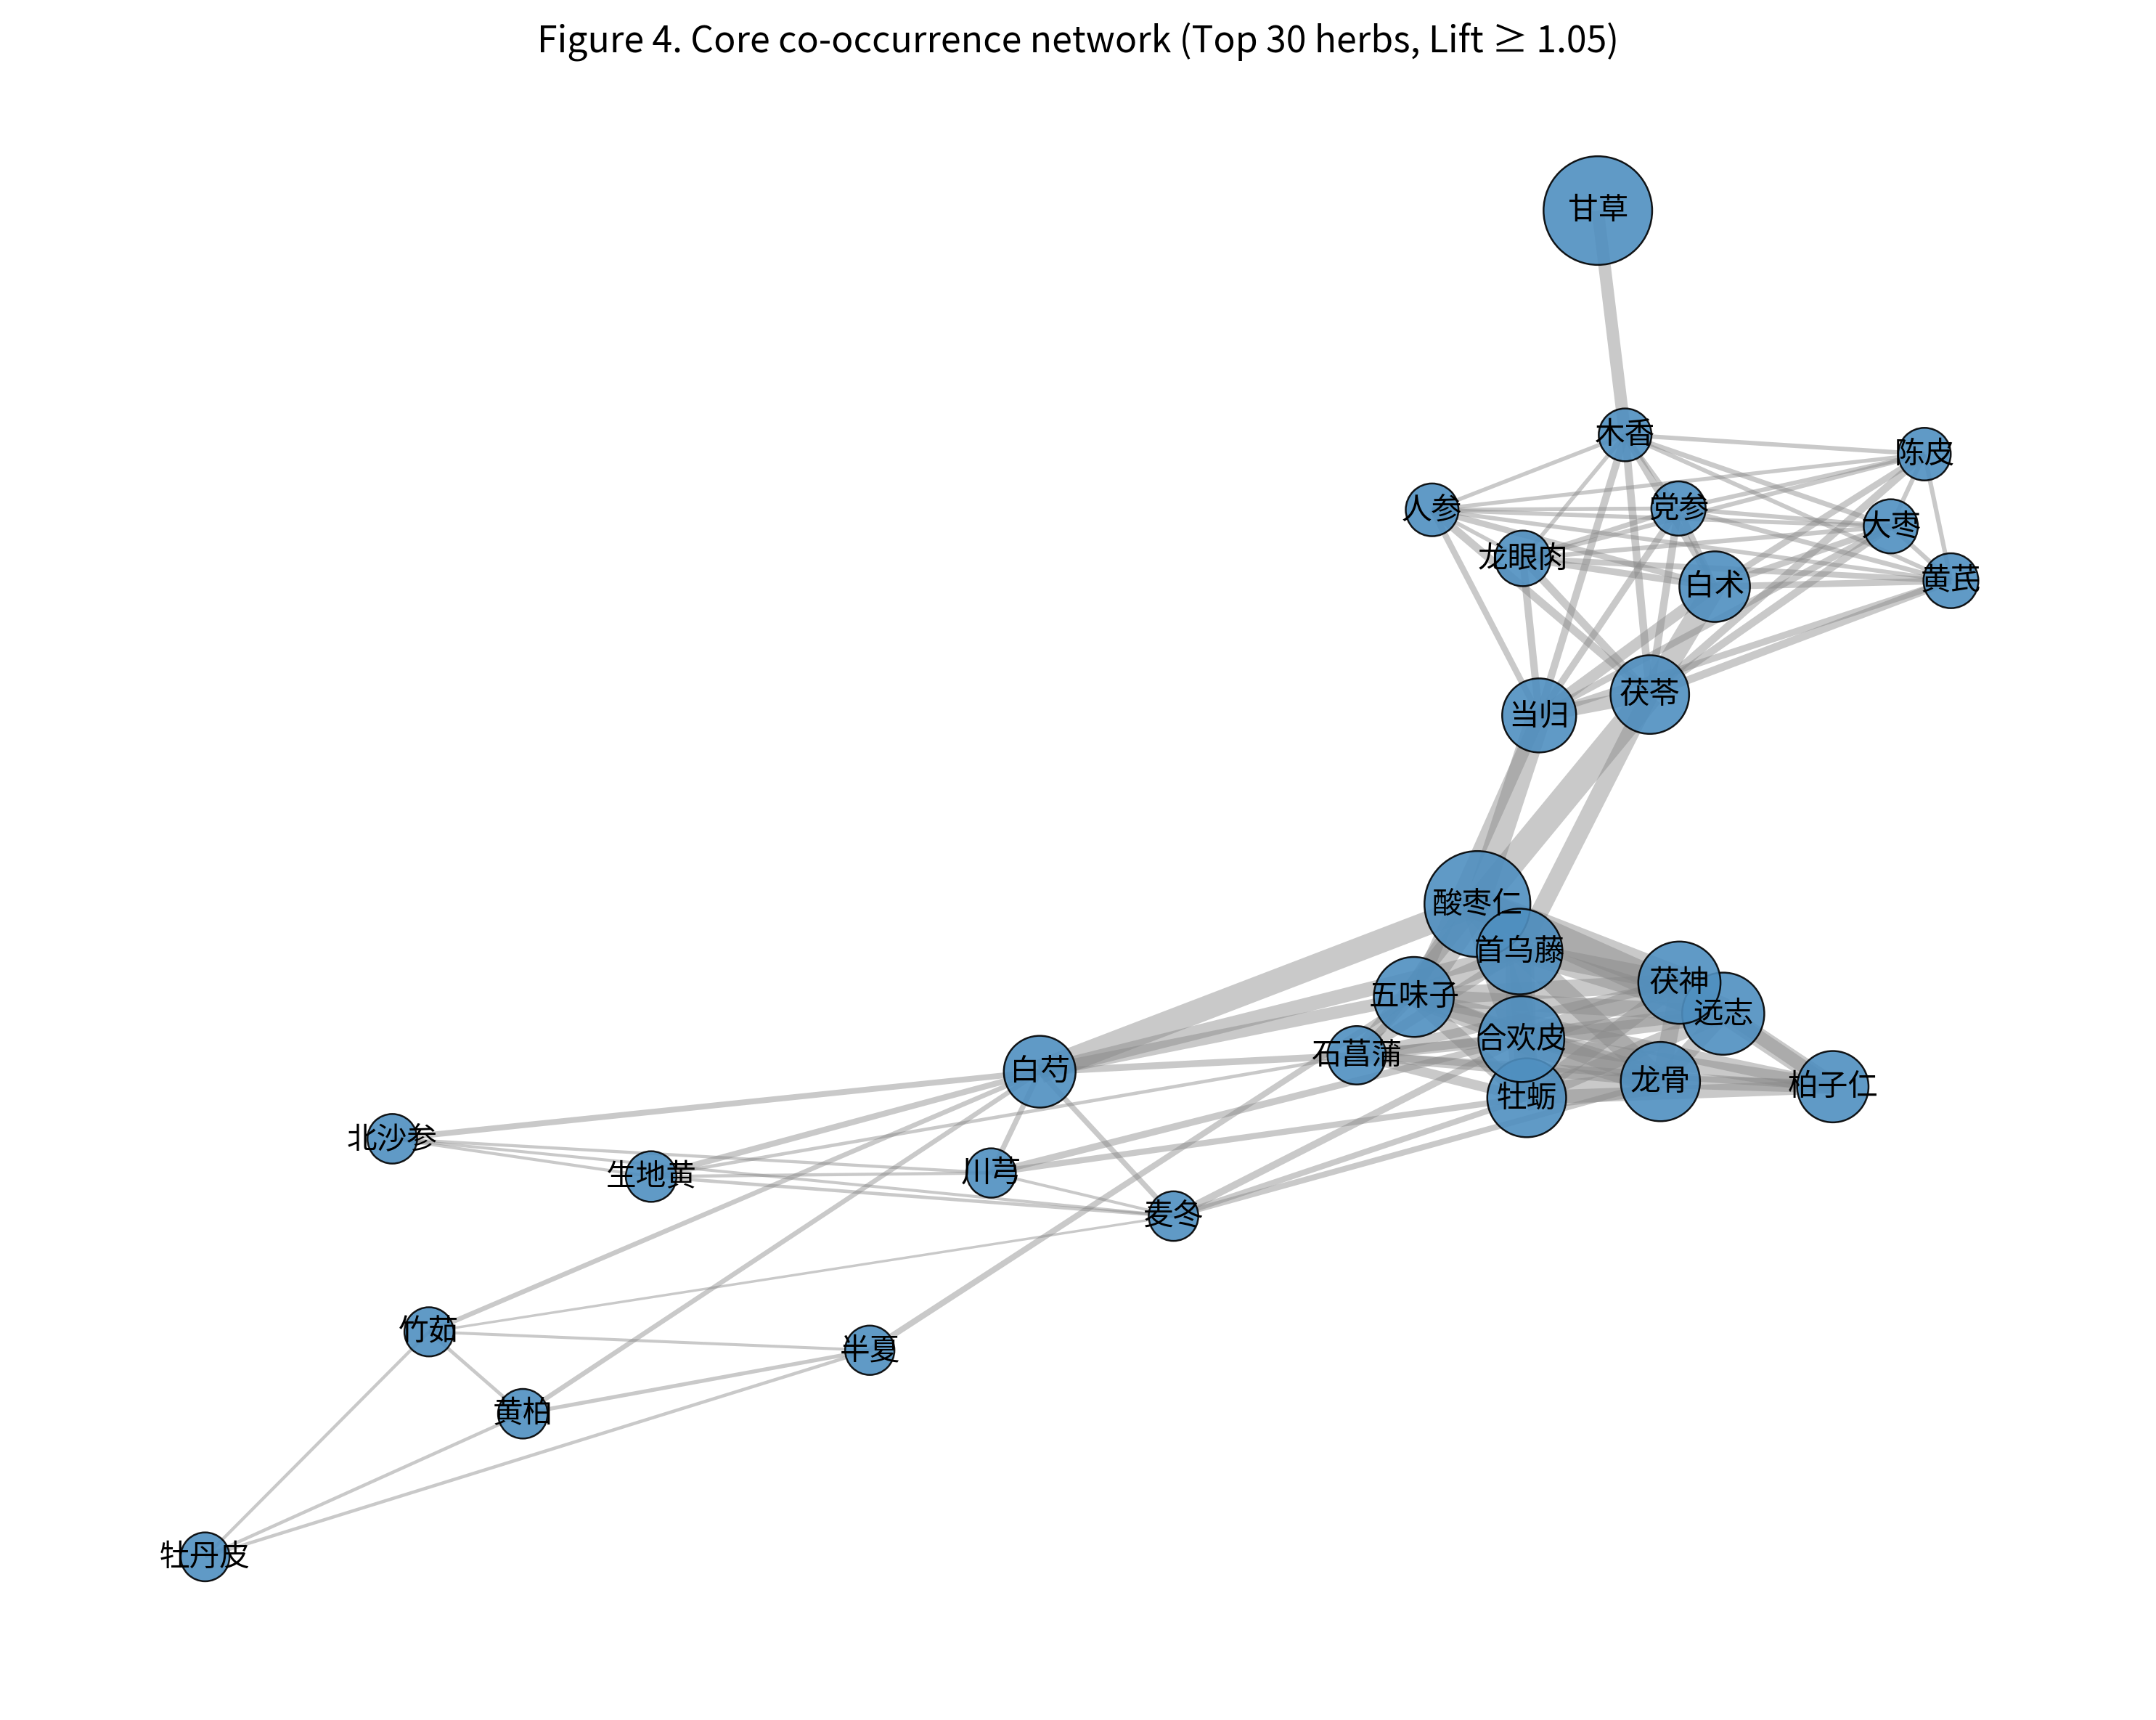 Figure 4. Core co-occurrence network (Top 30 herbs, Lift ≥ 1.05)
甘草
木香
陈皮
人参
党参
大枣
龙眼肉
白术
黄芪
茯苓
当归
酸枣仁
首乌藤
茯神
五味子
远志
合欢皮
石菖蒲
白芍
龙骨
柏子仁
牡蛎
北沙参
生地黄
川芎
麦冬
竹茹
半夏
黄柏
牡丹皮